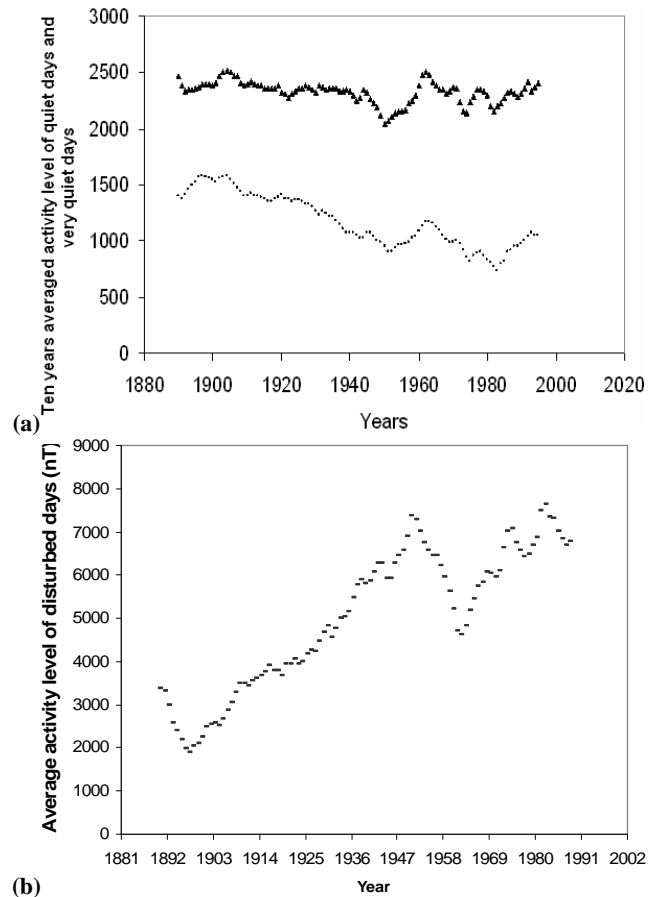 3000
2500
2000
1500
1000
500
0
1880 1900 1920 1940 1960 1980 2000 2020
Years
Ten years averaged activity level of quiet days and
very quiet days
(a)
9000
8000
7000
6000
5000
4000
3000
2000
1000
0
1881 1892 1903 1914 1925 1936 1947 1958 1969 1980 1991 2002
Year
Average activity level of disturbed days (nT)
(b)